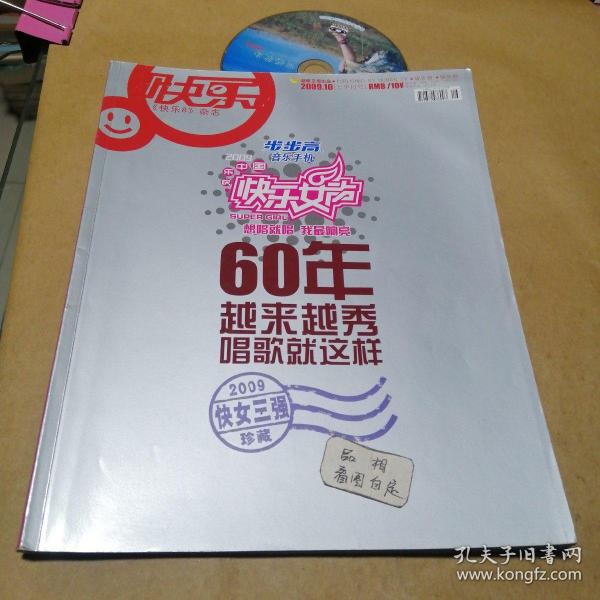 快乐
《快乐8》杂志
2009.10
RMB/10Y
步步高
音乐手机
2009
中国
快乐女声
SUPER GIRL
想唱就唱 我最响亮
60年
越来越秀
唱歌就这样
2009
快女三强
珍藏
品相
看图自定
孔夫子旧书网
www.kongfz.com